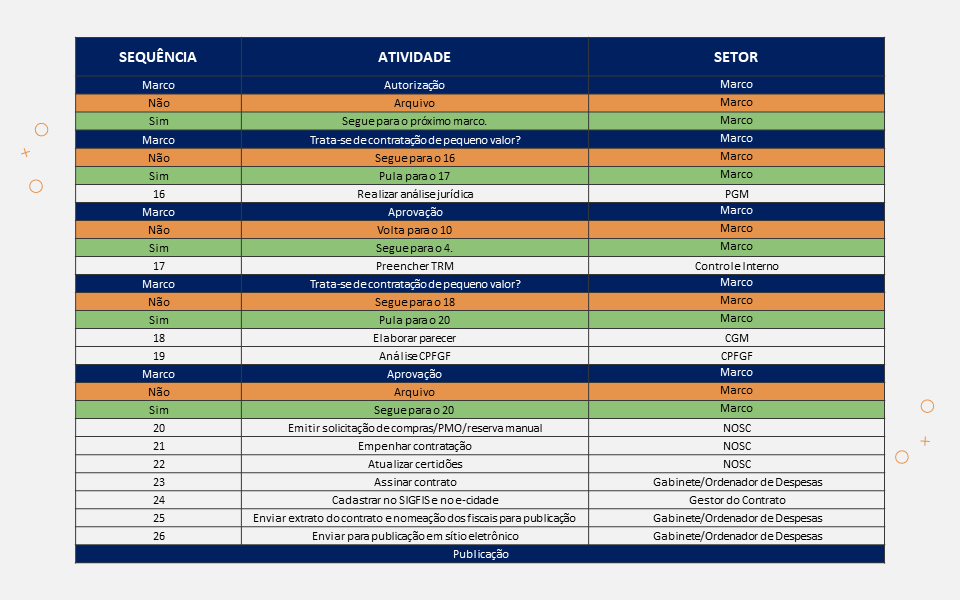 SEQUÊNCIA ATIVIDADE SETOR
Marco Autorização Marco
Não Arquivo Marco
Sim Segue para o próximo marco. Marco
Marco Trata-se de contratação de pequeno valor? Marco
Não Segue para o 16 Marco
Sim Pula para o 17 Marco
16 Realizar análise jurídica PGM
Marco Aprovação Marco
Não Volta para o 10 Marco
Sim Segue para o 4. Marco
17 Preencher TRM Controle Interno
Marco Trata-se de contratação de pequeno valor? Marco
Não Segue para o 18 Marco
Sim Pula para o 20 Marco
18 Elaborar parecer CGM
19 Análise CPFGF CPFGF
Marco Aprovação Marco
Não Arquivo Marco
Sim Segue para o 20 Marco
20 Emitir solicitação de compras/PMO/reserva manual NOSC
21 Empenhar contratação NOSC
22 Atualizar certidões NOSC
23 Assinar contrato Gabinete/Ordenador de Despesas
24 Cadastrar no SIGFIS e no e-cidade Gestor do Contrato
25 Enviar extrato do contrato e nomeação dos fiscais para publicação Gabinete/Ordenador de Despesas
26 Enviar para publicação em sítio eletrônico Gabinete/Ordenador de Despesas
Publicação